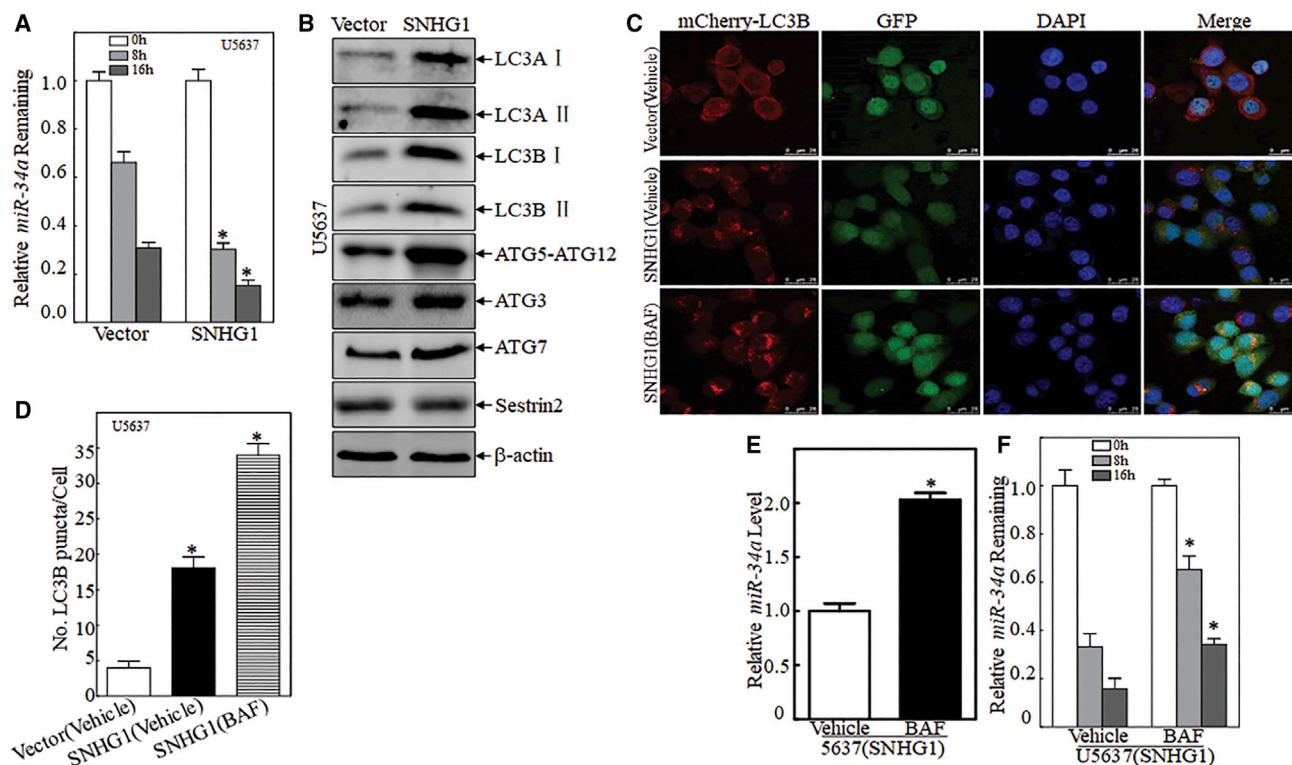 A
0h
8h
16h
U5637
Relative miR-34a Remaining
1.0
0.8
0.6
0.4
0.2
0.0
*
*
Vector
SNHG1
B
Vector SNHG1
U5637
LC3A Ⅰ
LC3A Ⅱ
LC3B Ⅰ
LC3B Ⅱ
ATG5-ATG12
ATG3
ATG7
Sestrin2
β-actin
C
mCherry-LC3B
GFP
DAPI
Merge
Vector(Vehicle)
SNHG1(Vehicle)
SNHG1(BAF)
D
U5637
No. LC3B puncta/Cell
35
30
25
20
15
10
5
0
*
*
Vector(Vehicle)
SNHG1(Vehicle)
SNHG1(BAF)
E
Relative miR-34a Level
2.0
1.5
1.0
0.5
0
*
Vehicle
BAF
5637(SNHG1)
F
0h
8h
16h
Relative miR-34a Remaining
1.0
0.8
0.6
0.4
0.2
0
*
*
Vehicle
BAF
U5637(SNHG1)